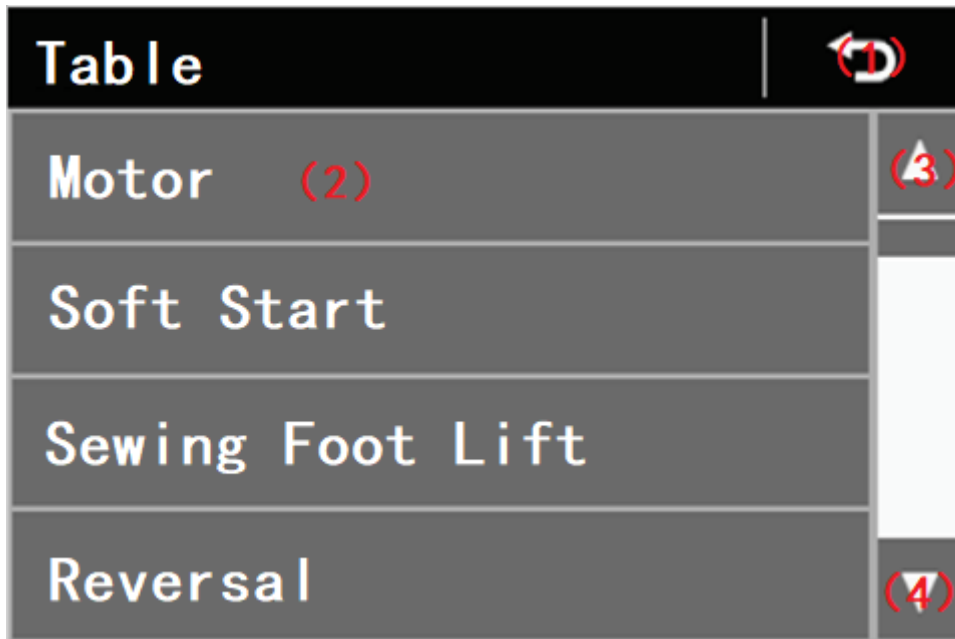 Table (1)
Motor (2) (3)
Soft Start
Sewing Foot Lift
Reversal (4)